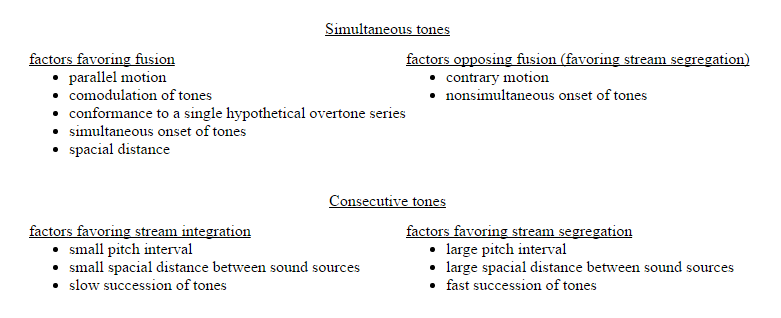 Simultaneous tones
factors favoring fusion
• parallel motion
• comodulation of tones
• conformance to a single hypothetical overtone series
• simultaneous onset of tones
• spacial distance
factors opposing fusion (favoring stream segregation)
• contrary motion
• nonsimultaneous onset of tones
Consecutive tones
factors favoring stream integration
• small pitch interval
• small spacial distance between sound sources
• slow succession of tones
factors favoring stream segregation
• large pitch interval
• large spacial distance between sound sources
• fast succession of tones